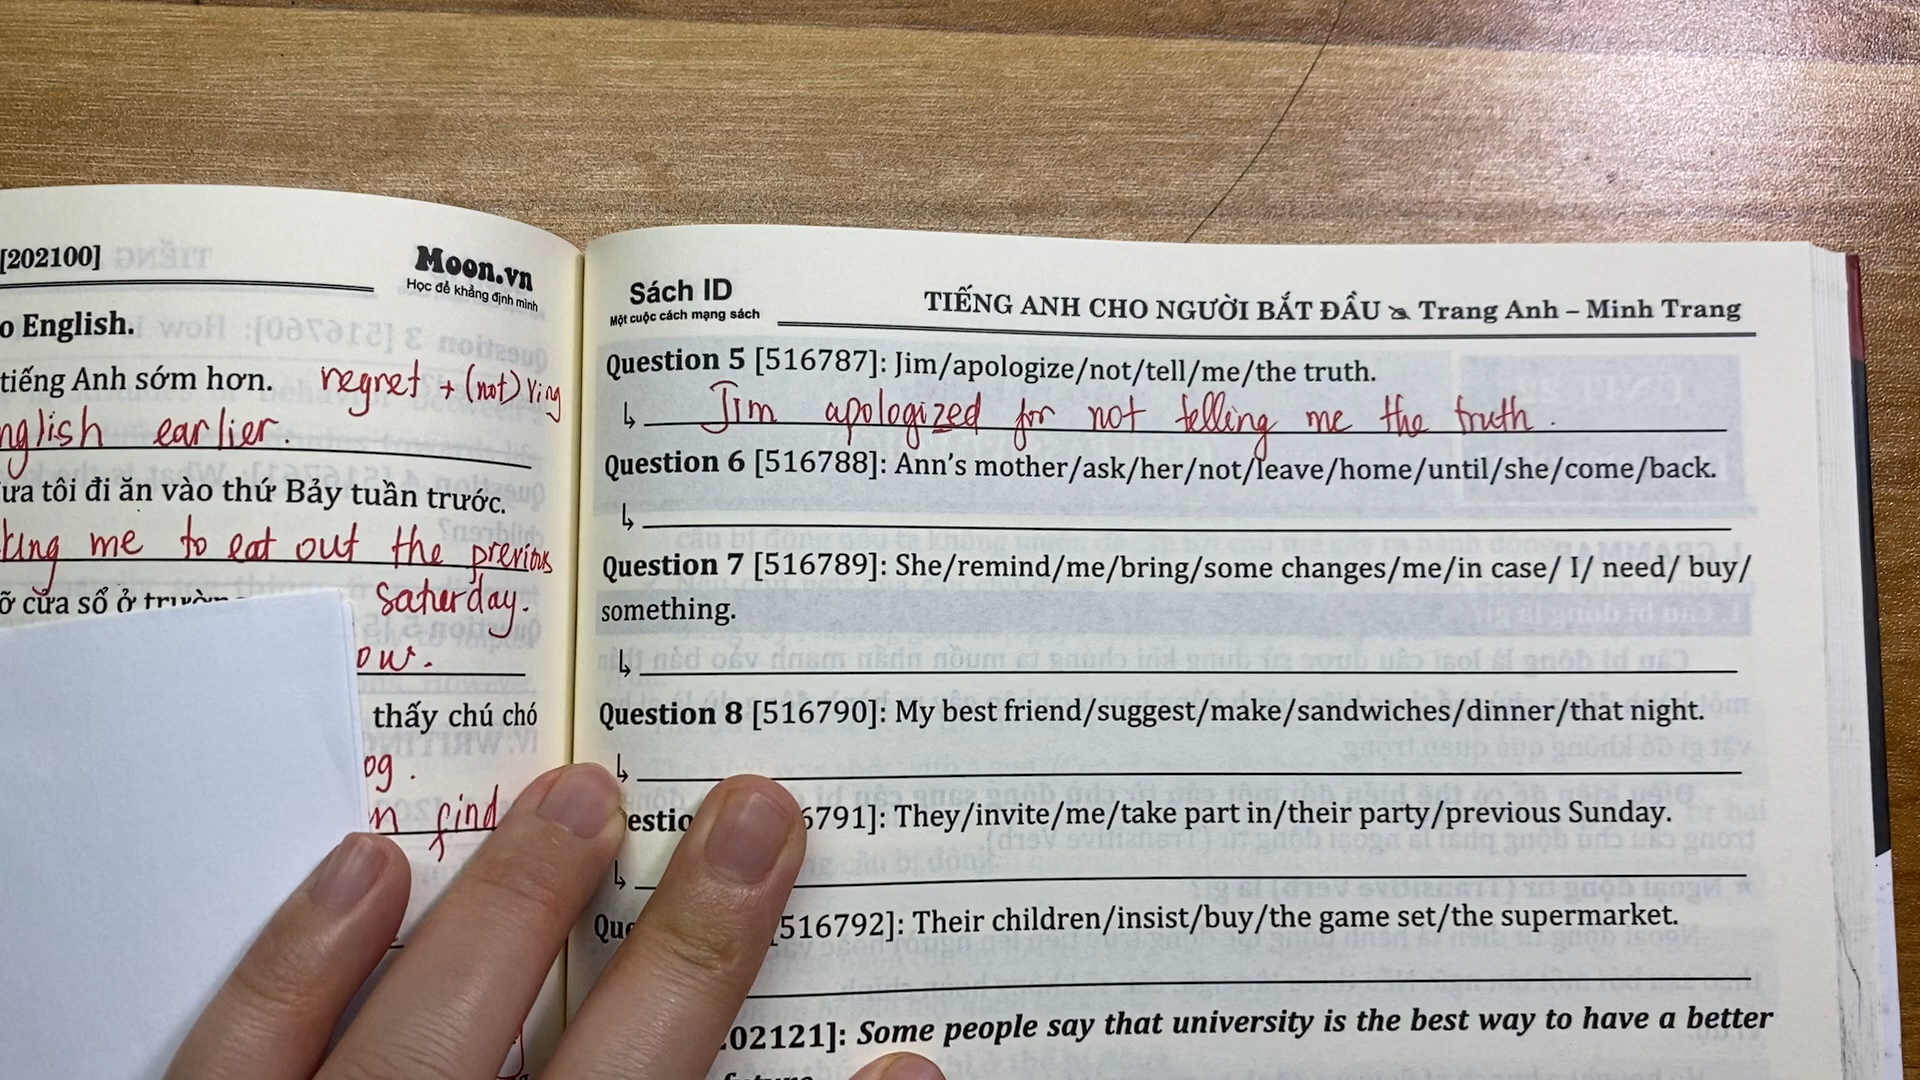 [202100]
Moon.vn
Học để khẳng định mình
o English.
tiếng Anh sớm hơn. regret + (not) Ving
nglish earlier.
ưa tôi đi ăn vào thứ Bảy tuần trước.
king me to eat out the previous
ỡ cửa sổ ở trường
saturday.
ow.
thấy chú chó
og.
n find
Sách ID
Một cuộc cách mạng sách
TIẾNG ANH CHO NGƯỜI BẮT ĐẦU Trang Anh – Minh Trang
Question 5 [516787]: Jim/apologize/not/tell/me/the truth.
Jim apologized for not telling me the truth.
Question 6 [516788]: Ann's mother/ask/her/not/leave/home/until/she/come/back.
Question 7 [516789]: She/remind/me/bring/some changes/me/in case/ I/ need/ buy/
something.
Question 8 [516790]: My best friend/suggest/make/sandwiches/dinner/that night.
estio 6791]: They/invite/me/take part in/their party/previous Sunday.
Que [516792]: Their children/insist/buy/the game set/the supermarket.
02121]: Some people say that university is the best way to have a better
future